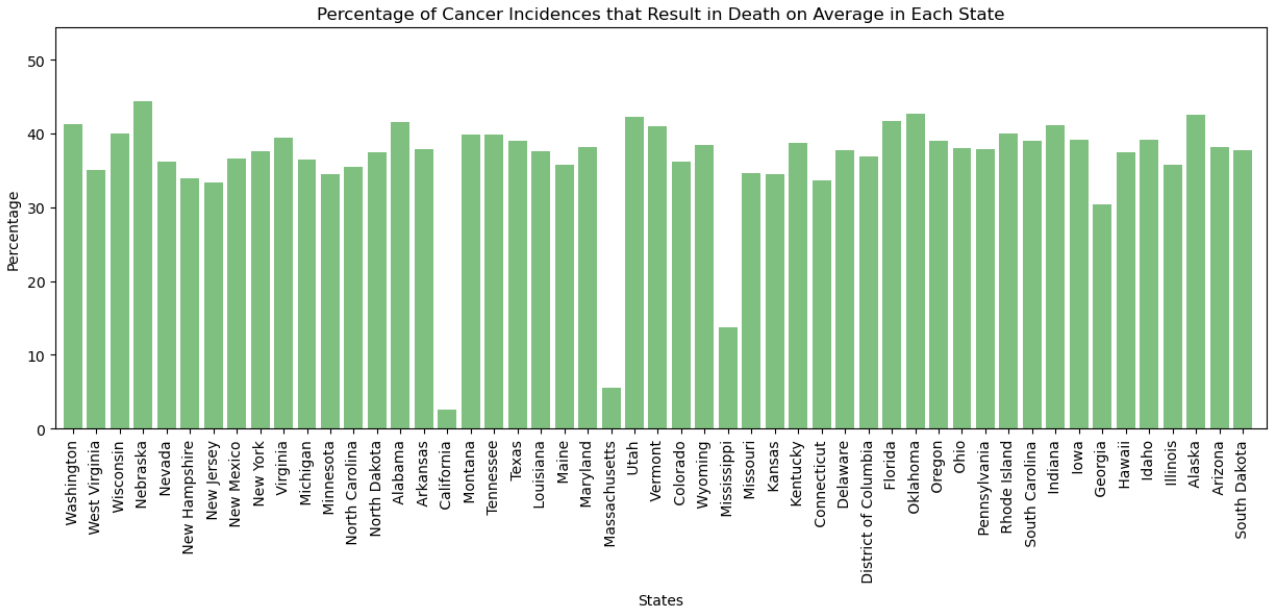 Percentage of Cancer Incidences that Result in Death on Average in Each State
Percentage
50
40
30
20
10
0
Washington
West Virginia
Wisconsin
Nebraska
Nevada
New Hampshire
New Jersey
New Mexico
New York
Virginia
Michigan
Minnesota
North Carolina
North Dakota
Alabama
Arkansas
California
Montana
Tennessee
Texas
Louisiana
Maine
Maryland
Massachusetts
Utah
Vermont
Colorado
Wyoming
Mississippi
Missouri
Kansas
Kentucky
Connecticut
Delaware
District of Columbia
Florida
Oklahoma
Oregon
Ohio
Pennsylvania
Rhode Island
South Carolina
Indiana
Iowa
Georgia
Hawaii
Idaho
Illinois
Alaska
Arizona
South Dakota
States